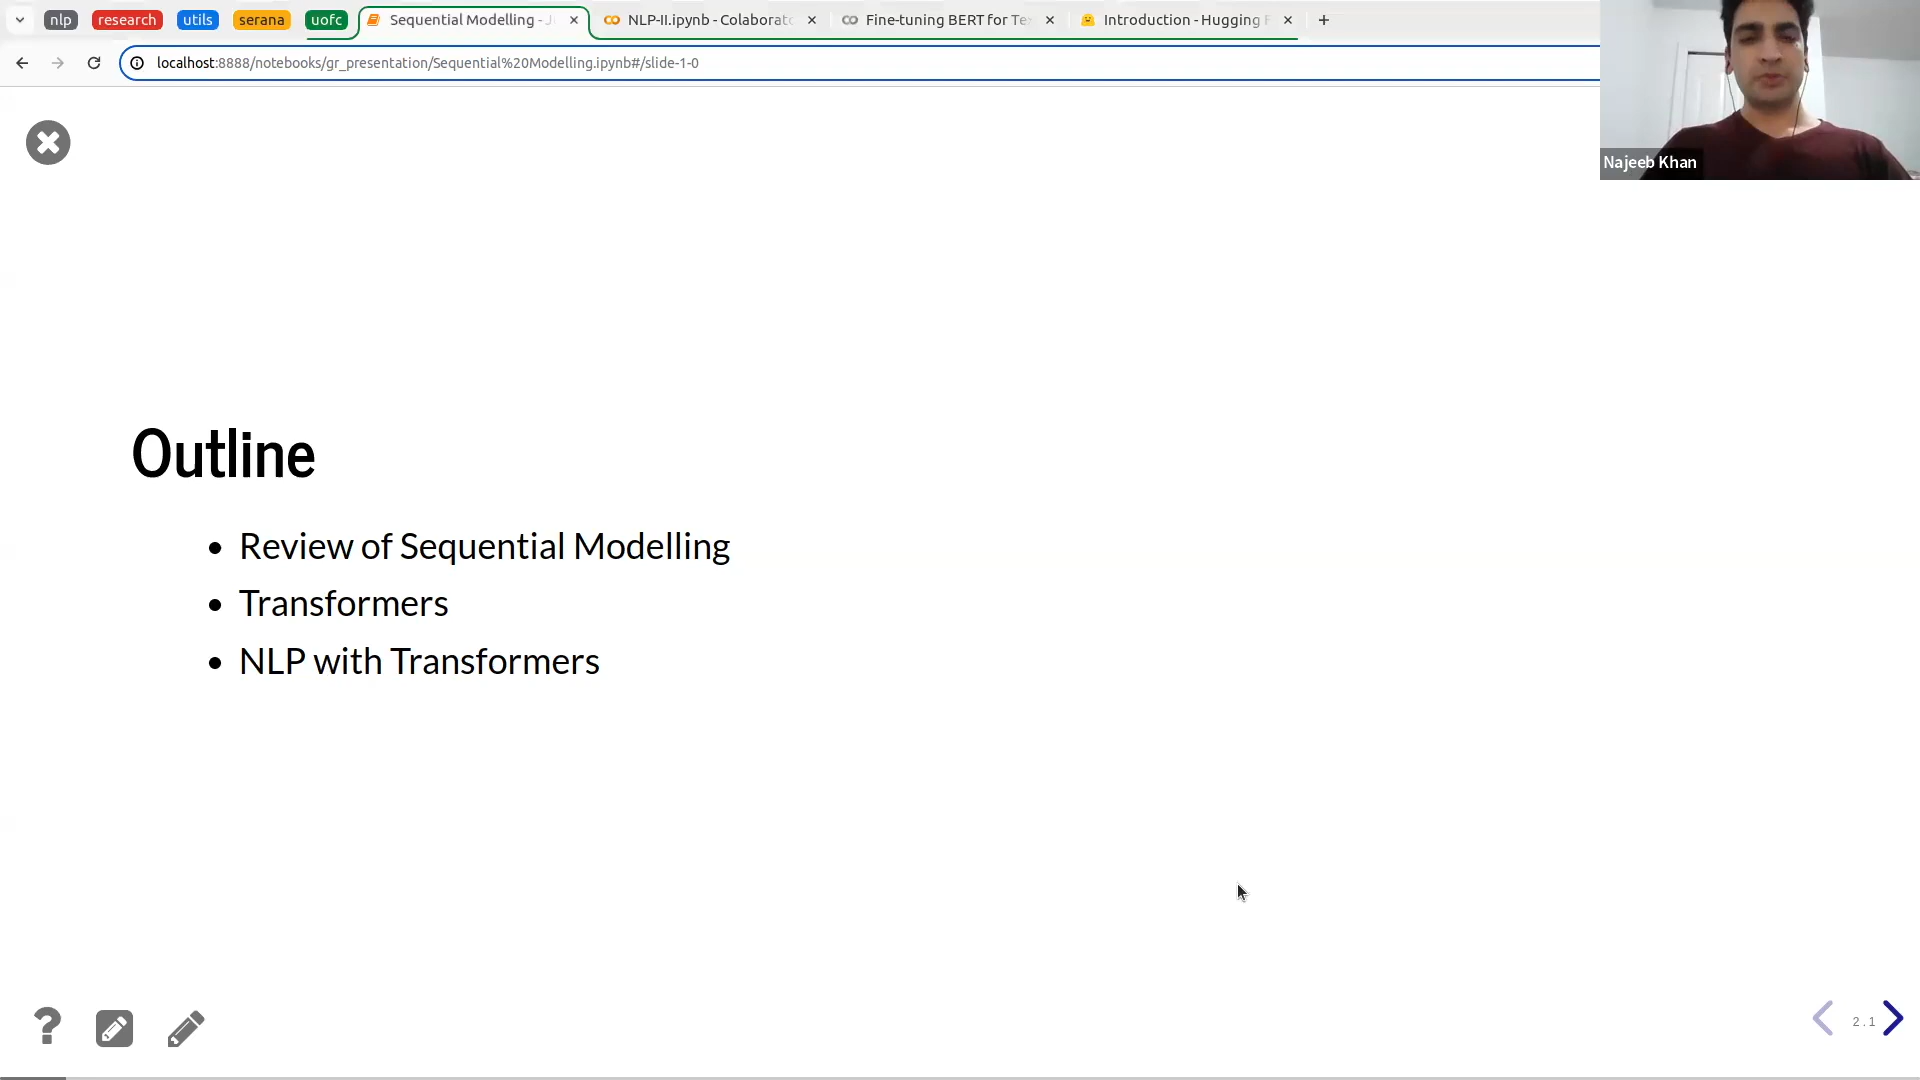 nlp research utils serana uofc Sequential Modelling - J NLP-II.ipynb - Colaborat Fine-tuning BERT for Te Introduction - Hugging F
localhost:8888/notebooks/gr_presentation/Sequential%20Modelling.ipynb#/slide-1-0
Najeeb Khan
Outline
• Review of Sequential Modelling
• Transformers
• NLP with Transformers
2.1